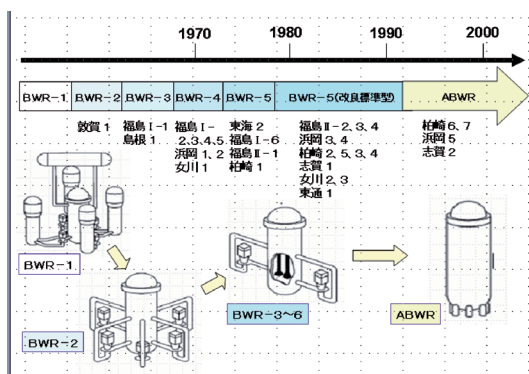 1970 1980 1990 2000
BWR-1 BWR-2 BWR-3 BWR-4 BWR-5 BWR-5(改良標準型) ABWR
敦賀1
福島Ⅰ-1
島根1
福島Ⅰ-
2,3,4,5
浜岡1、2
女川1
東海2
福島Ⅰ-6
福島Ⅱ-1
柏崎1
福島Ⅱ-2,3,4
浜岡3,4
柏崎2,5,3,4
志賀1
女川2,3
東通1
柏崎6、7
浜岡5
志賀2
BWR-1
BWR-2
BWR-3~6
ABWR